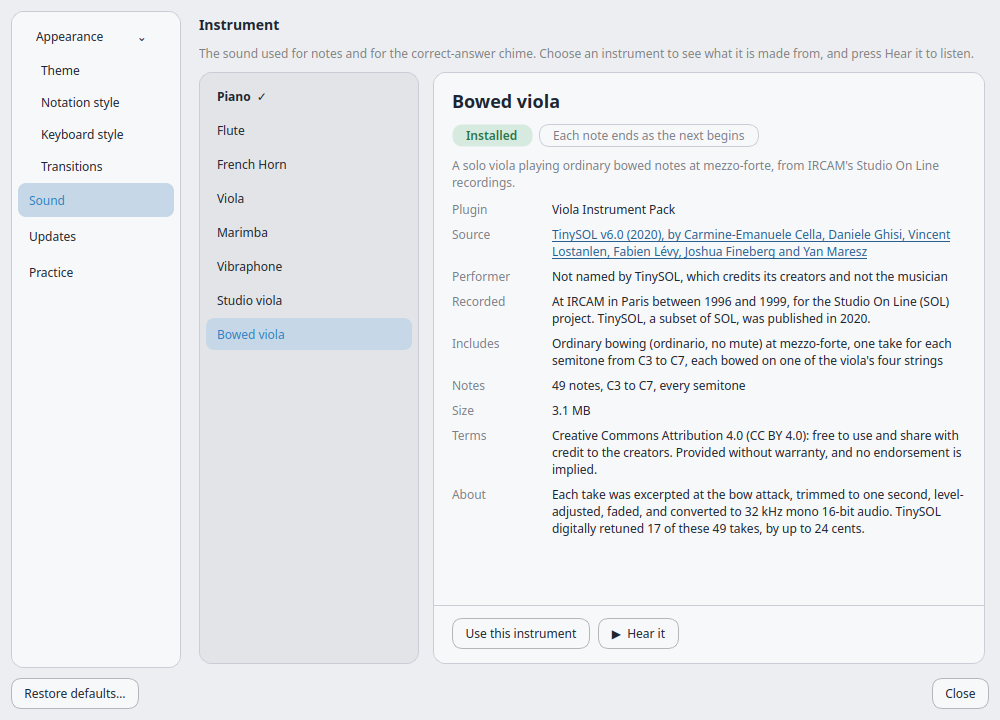 Appearance
Theme
Notation style
Keyboard style
Transitions
Sound
Updates
Practice
Restore defaults...
Instrument
The sound used for notes and for the correct-answer chime. Choose an instrument to see what it is made from, and press Hear it to listen.
Piano ✓
Flute
French Horn
Viola
Marimba
Vibraphone
Studio viola
Bowed viola
Bowed viola
Installed Each note ends as the next begins
A solo viola playing ordinary bowed notes at mezzo-forte, from IRCAM's Studio On Line
recordings.
Plugin Viola Instrument Pack
Source TinySOL v6.0 (2020), by Carmine-Emanuele Cella, Daniele Ghisi, Vincent
Lostanlen, Fabien Lévy, Joshua Fineberg and Yan Maresz
Performer Not named by TinySOL, which credits its creators and not the musician
Recorded At IRCAM in Paris between 1996 and 1999, for the Studio On Line (SOL)
project. TinySOL, a subset of SOL, was published in 2020.
Includes Ordinary bowing (ordinario, no mute) at mezzo-forte, one take for each
semitone from C3 to C7, each bowed on one of the viola's four strings
Notes 49 notes, C3 to C7, every semitone
Size 3.1 MB
Terms Creative Commons Attribution 4.0 (CC BY 4.0): free to use and share with
credit to the creators. Provided without warranty, and no endorsement is
implied.
About Each take was excerpted at the bow attack, trimmed to one second, level-
adjusted, faded, and converted to 32 kHz mono 16-bit audio. TinySOL
digitally retuned 17 of these 49 takes, by up to 24 cents.
Use this instrument ▶ Hear it
Close